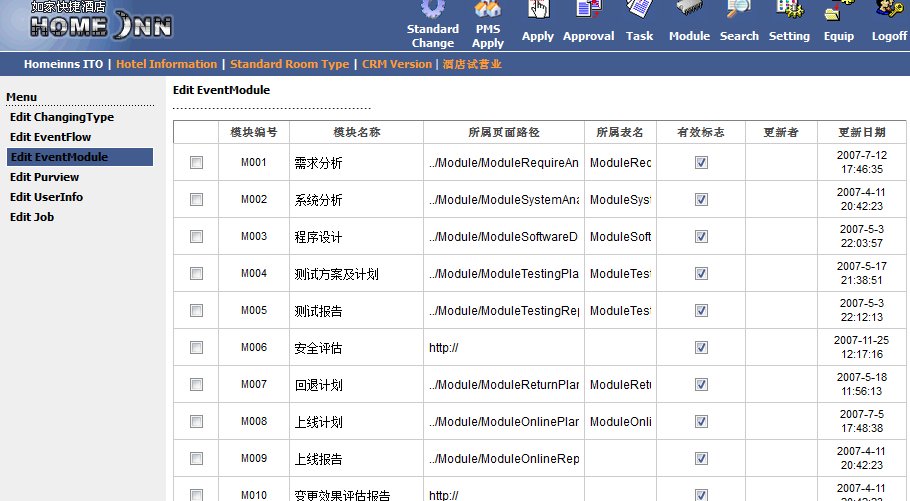 如家快捷酒店
HOME INN
Standard Change
PMS Apply
Apply
Approval
Task
Module
Search
Setting
Equip
Logoff
Homeinns ITO | Hotel Information | Standard Room Type | CRM Version | 酒店试营业
Menu
Edit ChangingType
Edit EventFlow
Edit EventModule
Edit Purview
Edit UserInfo
Edit Job
Edit EventModule
模块编号 模块名称 所属页面路径 所属表名 有效标志 更新者 更新日期
M001 需求分析 ../Module/ModuleRequireAn ModuleRec 2007-7-12 17:46:35
M002 系统分析 ../Module/ModuleSystemAna ModuleSyst 2007-4-11 20:42:23
M003 程序设计 ../Module/ModuleSoftwareD ModuleSoft 2007-5-3 22:03:57
M004 测试方案及计划 ../Module/ModuleTestingPla ModuleTest 2007-5-17 21:38:51
M005 测试报告 ../Module/ModuleTestingRep ModuleTest 2007-5-3 22:12:13
M006 安全评估 http:// 2007-11-25 12:17:16
M007 回退计划 ../Module/ModuleReturnPlan ModuleRetu 2007-5-18 11:56:13
M008 上线计划 ../Module/ModuleOnlinePlan ModuleOnli 2007-7-5 17:48:38
M009 上线报告 ../Module/ModuleOnlineRep 2007-4-11 20:42:23
M010 变更效果评估报告 http:// 2007-4-11